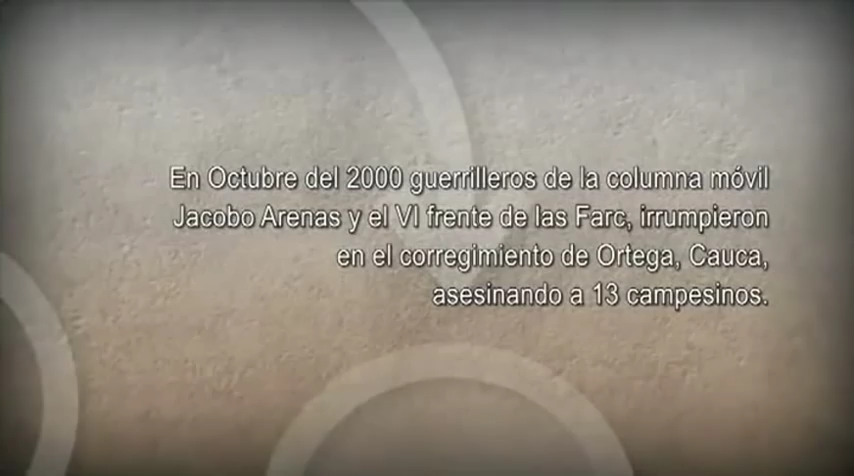 En Octubre del 2000 guerrilleros de la columna móvil
Jacobo Arenas y el VI frente de las Farc, irrumpieron
en el corregimiento de Ortega, Cauca,
asesinando a 13 campesinos.